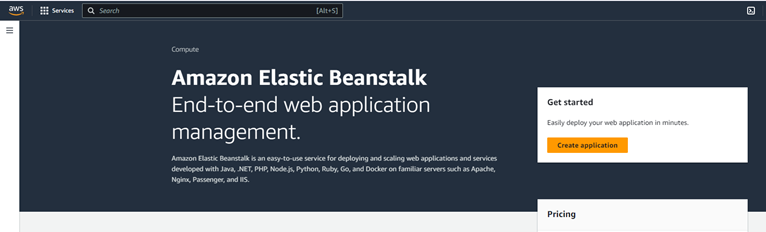 aws
Services
Search
[Alt+S]
Compute
Amazon Elastic Beanstalk
End-to-end web application
management.
Amazon Elastic Beanstalk is an easy-to-use service for deploying and scaling web applications and services
developed with Java, .NET, PHP, Node.js, Python, Ruby, Go, and Docker on familiar servers such as Apache,
Nginx, Passenger, and IIS.
Get started
Easily deploy your web application in minutes.
Create application
Pricing